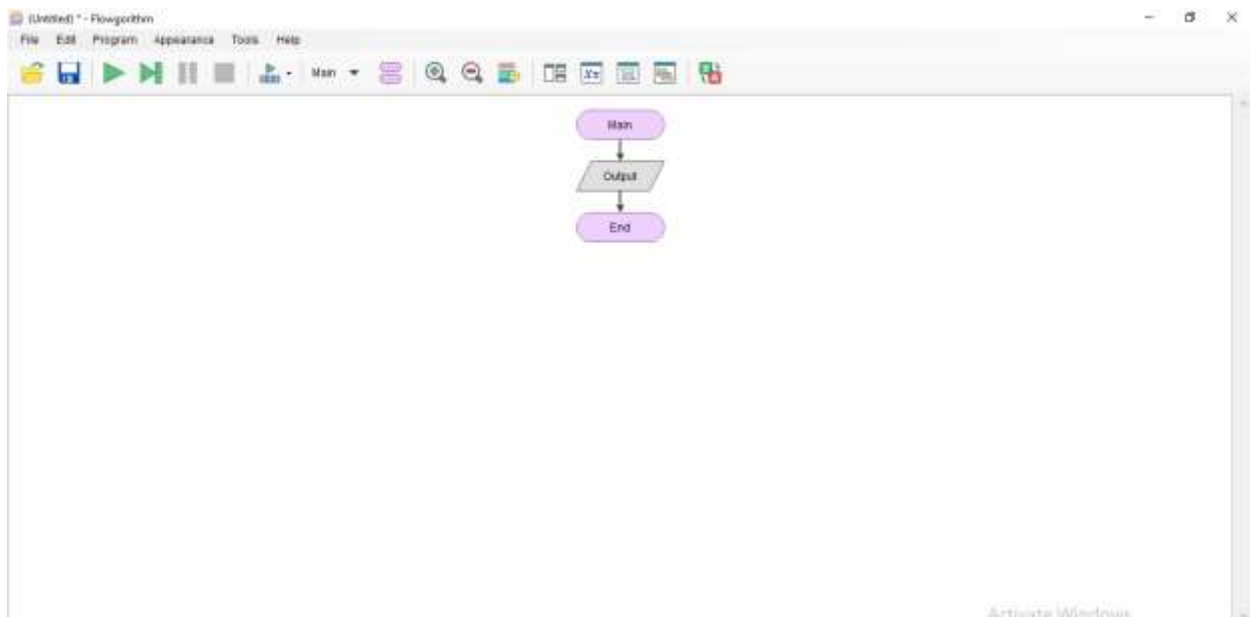 (Untitled) * - Flowgorithm
File Edit Program Appearance Tools Help
Main
Main
Output
End
Activate Windows